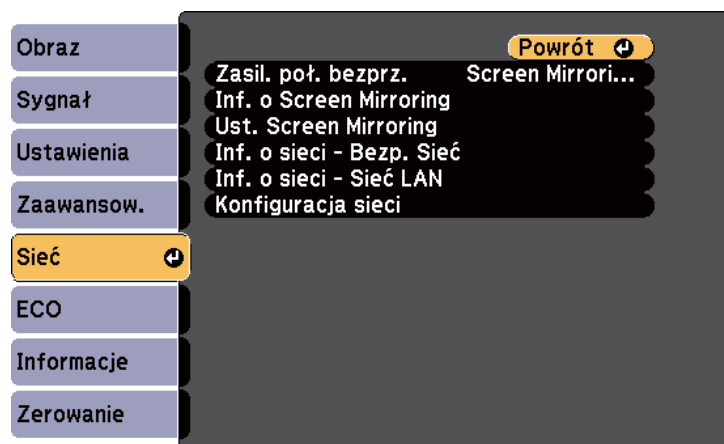 Obraz
Sygnał
Ustawienia
Zaawansow.
Sieć
ECO
Informacje
Zerowanie
Powrót
Zasil. poł. bezprz. Screen Mirrori...
Inf. o Screen Mirroring
Ust. Screen Mirroring
Inf. o sieci - Bezp. Sieć
Inf. o sieci - Sieć LAN
Konfiguracja sieci